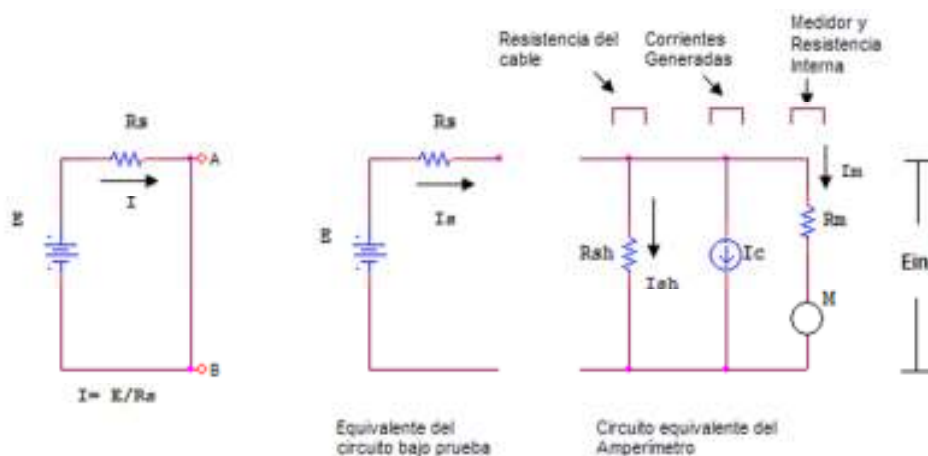 Rs
A
I
E
B
I= E/Rs
Rs
Is
E
Equivalente del
circuito bajo prueba
Resistencia del
cable
Corrientes
Generadas
Medidor y
Resistencia
Interna
Im
Rm
Rsh
Ish
Ic
M
Ein
Circuito equivalente del
Amperímetro